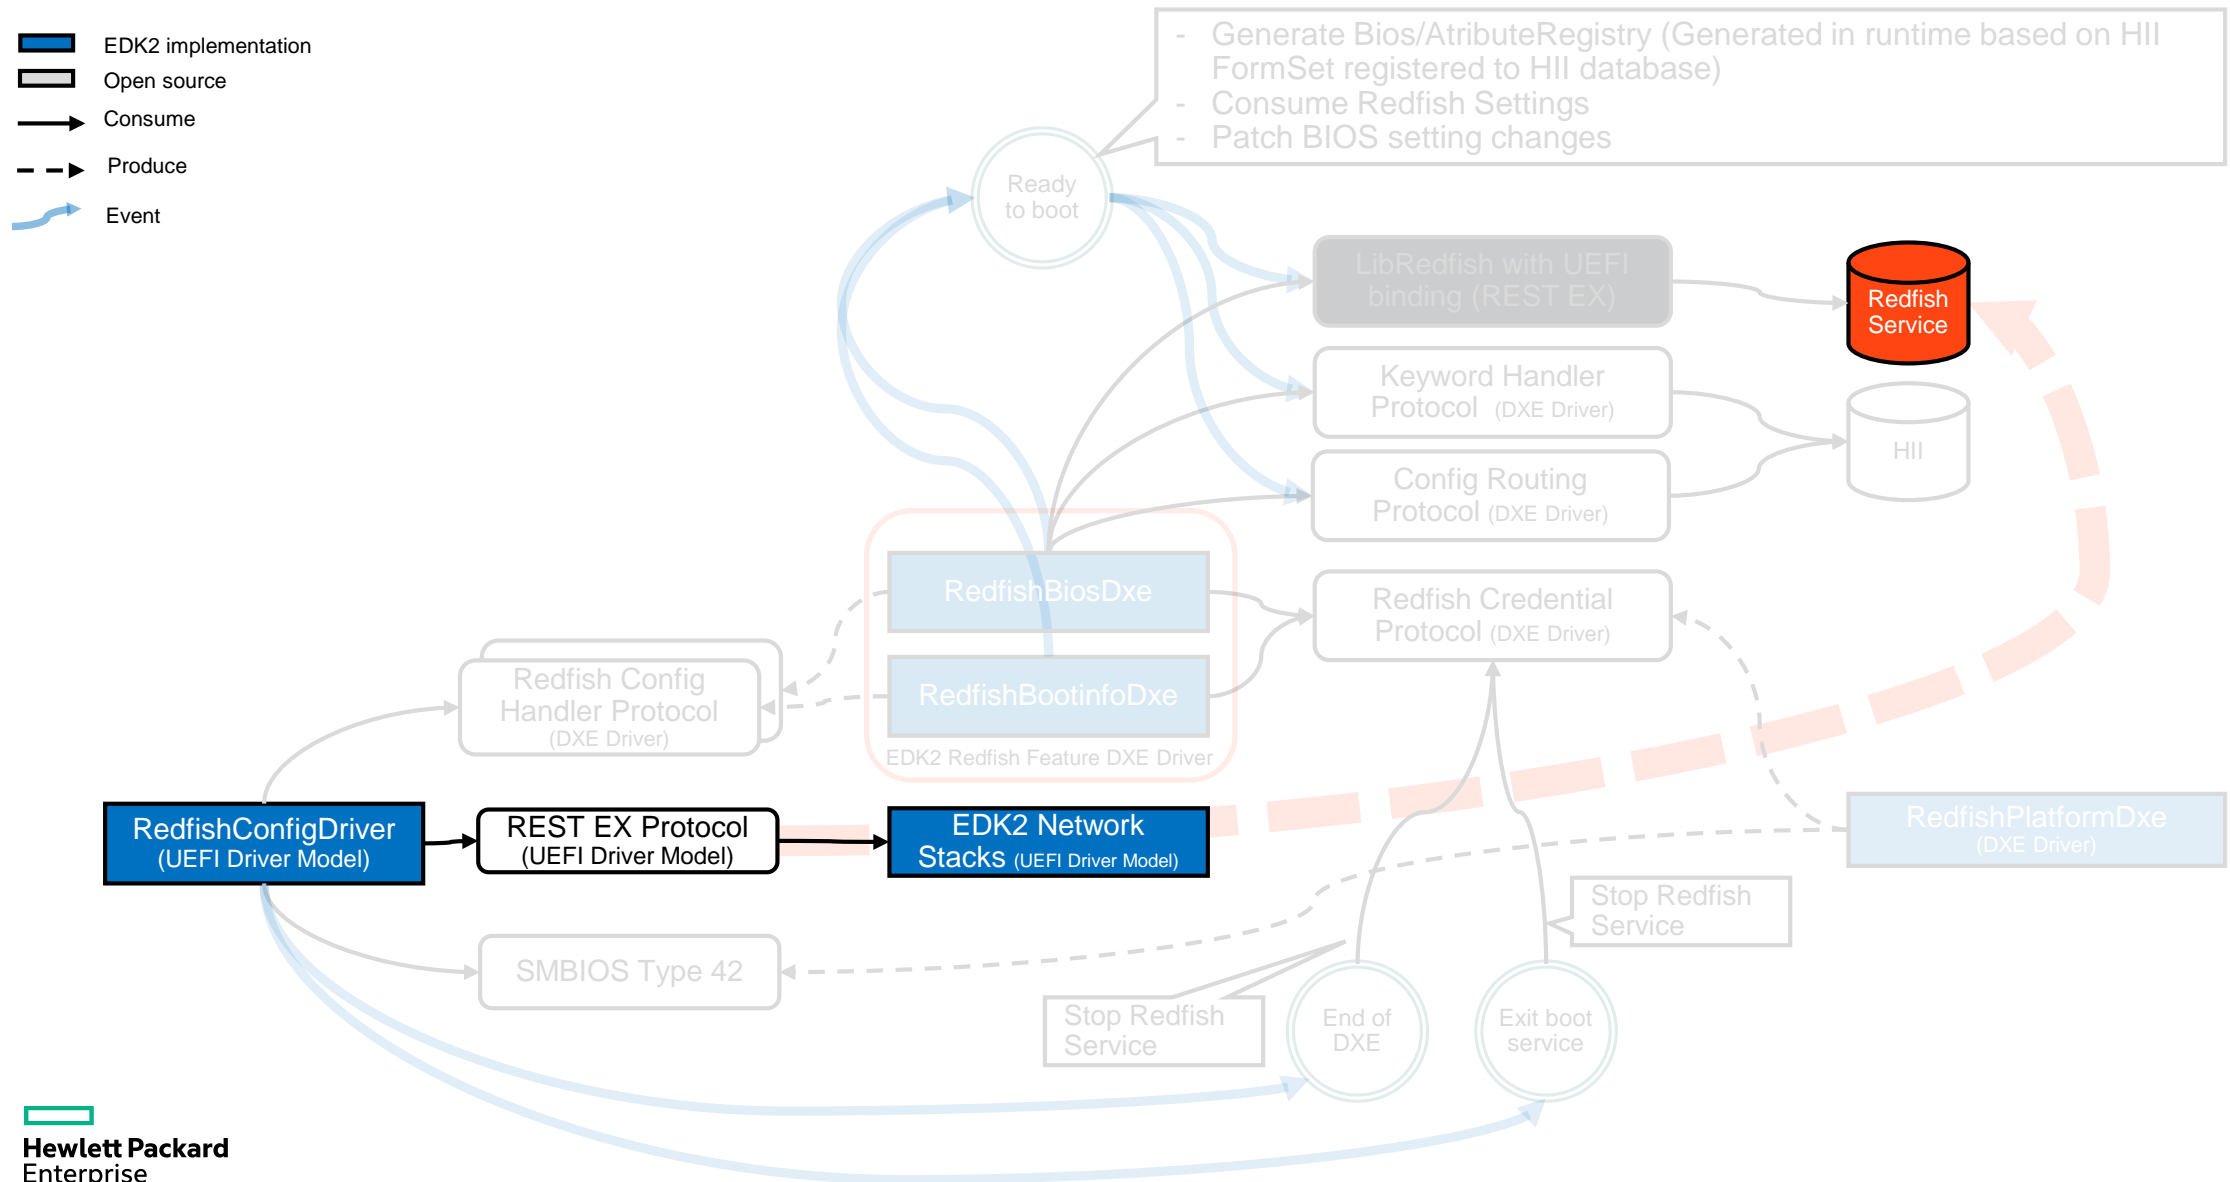 EDK2 implementation
Open source
Consume
Produce
Event
- Generate Bios/AtributeRegistry (Generated in runtime based on HII
FormSet registered to HII database)
- Consume Redfish Settings
- Patch BIOS setting changes
Ready
to boot
LibRedfish with UEFI
binding (REST EX)
Redfish
Service
Keyword Handler
Protocol (DXE Driver)
HII
Config Routing
Protocol (DXE Driver)
RedfishBiosDxe
Redfish Credential
Protocol (DXE Driver)
Redfish Config
Handler Protocol
(DXE Driver)
RedfishBootinfoDxe
EDK2 Redfish Feature DXE Driver
RedfishConfigDriver
(UEFI Driver Model)
REST EX Protocol
(UEFI Driver Model)
EDK2 Network
Stacks (UEFI Driver Model)
RedfishPlatformDxe
(DXE Driver)
Stop Redfish
Service
SMBIOS Type 42
Stop Redfish
Service
End of
DXE
Exit boot
service
Hewlett Packard
Enterprise